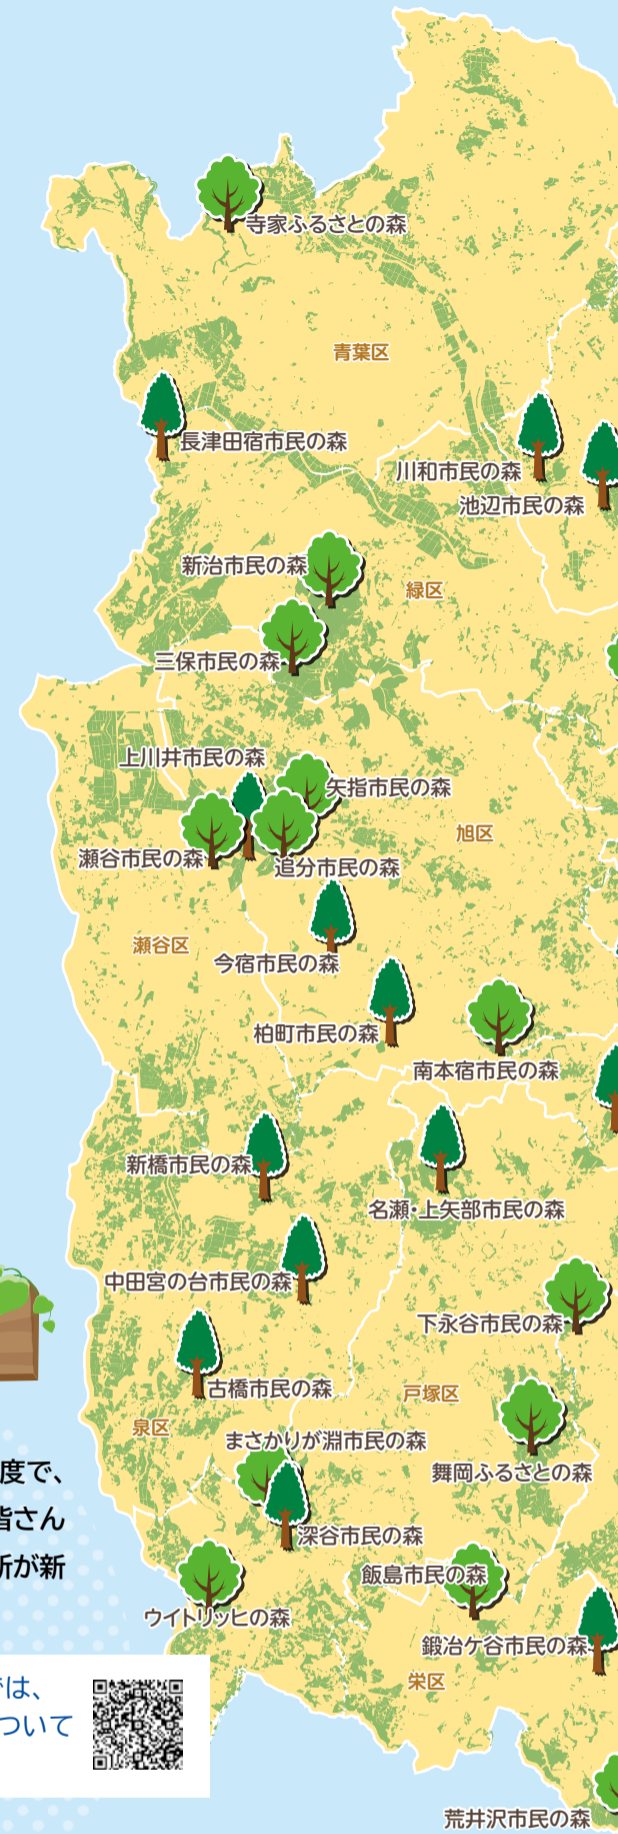 寺家ふるさとの森
青葉区
長津田宿市民の森
川和市民の森
池辺市民の森
新治市民の森
緑区
三保市民の森
上川井市民の森
矢指市民の森
旭区
瀬谷市民の森
追分市民の森
瀬谷区
今宿市民の森
柏町市民の森
南本宿市民の森
新橋市民の森
名瀬・上矢部市民の森
中田宮の台市民の森
下永谷市民の森
古橋市民の森
戸塚区
泉区
まさかりが淵市民の森
舞岡ふるさとの森
度で、
皆さん
所が新
深谷市民の森
飯島市民の森
ウイトリッヒの森
鍛冶ケ谷市民の森
栄区
では、
ついて
荒井沢市民の森